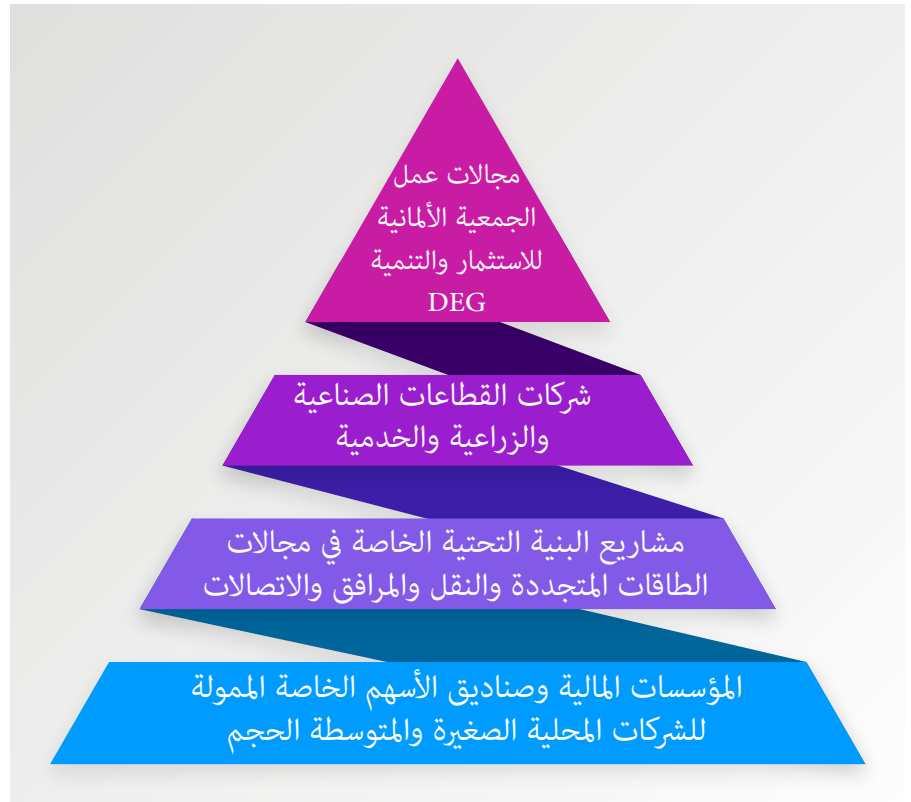 مجالات عمل
الجمعية الألمانية
للاستثمار والتنمية
DEG
شركات القطاعات الصناعية
والزراعية والخدمية
مشاريع البنية التحتية الخاصة في مجالات
الطاقات المتجددة والنقل والمرافق والاتصالات
المؤسسات المالية وصناديق الأسهم الخاصة الممولة
للشركات المحلية الصغيرة والمتوسطة الحجم